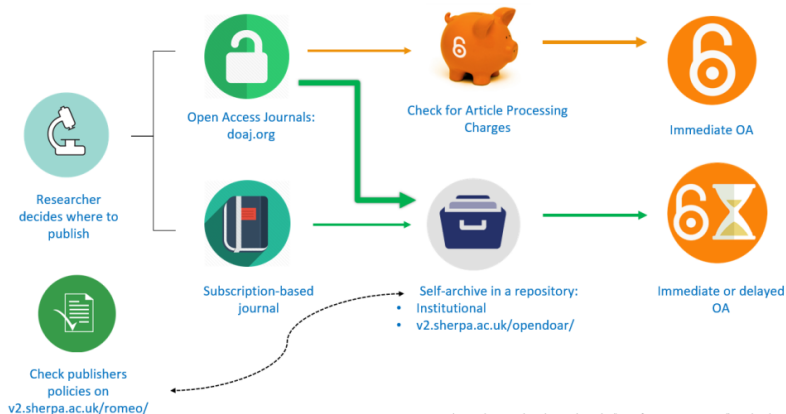 Open Access Journals:
doaj.org
Check for Article Processing
Charges
Immediate OA
Researcher
decides where to
publish
Subscription-based
journal
Self-archive in a repository:
• Institutional
• v2.sherpa.ac.uk/opendoar/
Immediate or delayed
OA
Check publishers
policies on
v2.sherpa.ac.uk/romeo/